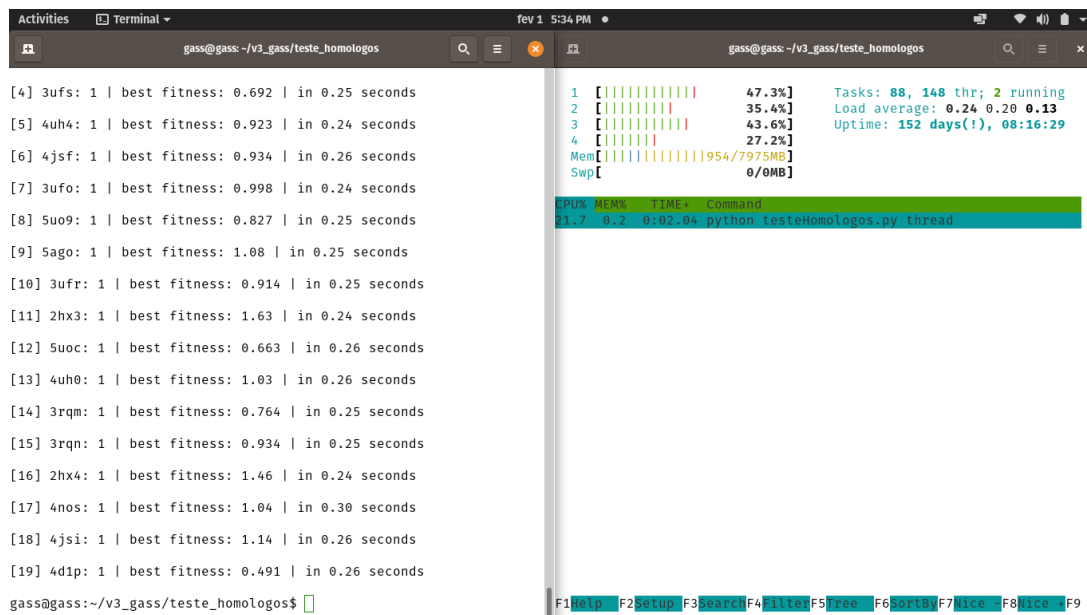 Activities Terminal fev 1 5:34 PM
gass@gass: ~/v3_gass/teste_homologos
[4] 3ufs: 1 | best fitness: 0.692 | in 0.25 seconds
[5] 4uh4: 1 | best fitness: 0.923 | in 0.24 seconds
[6] 4jsf: 1 | best fitness: 0.934 | in 0.26 seconds
[7] 3ufo: 1 | best fitness: 0.998 | in 0.24 seconds
[8] 5uo9: 1 | best fitness: 0.827 | in 0.25 seconds
[9] 5ago: 1 | best fitness: 1.08 | in 0.25 seconds
[10] 3ufr: 1 | best fitness: 0.914 | in 0.25 seconds
[11] 2hx3: 1 | best fitness: 1.63 | in 0.24 seconds
[12] 5uoc: 1 | best fitness: 0.663 | in 0.26 seconds
[13] 4uh0: 1 | best fitness: 1.03 | in 0.26 seconds
[14] 3rqm: 1 | best fitness: 0.764 | in 0.25 seconds
[15] 3rqn: 1 | best fitness: 0.934 | in 0.25 seconds
[16] 2hx4: 1 | best fitness: 1.46 | in 0.24 seconds
[17] 4nos: 1 | best fitness: 1.04 | in 0.30 seconds
[18] 4jsi: 1 | best fitness: 1.14 | in 0.26 seconds
[19] 4d1p: 1 | best fitness: 0.491 | in 0.26 seconds
gass@gass:~/v3_gass/teste_homologos$
gass@gass: ~/v3_gass/teste_homologos
1 [||||||||||||| 47.3%] Tasks: 88, 148 thr; 2 running
2 [|||||||||| 35.4%] Load average: 0.24 0.20 0.13
3 [|||||||||||| 43.6%] Uptime: 152 days(!), 08:16:29
4 [|||||||| 27.2%]
Mem[||||||||||||||954/7975MB]
Swp[ 0/0MB]
CPU% MEM% TIME+ Command
21.7 0.2 0:02.04 python testeHomologos.py thread
F1Help F2Setup F3SearchF4FilterF5Tree F6SortByF7Nice -F8Nice +F9